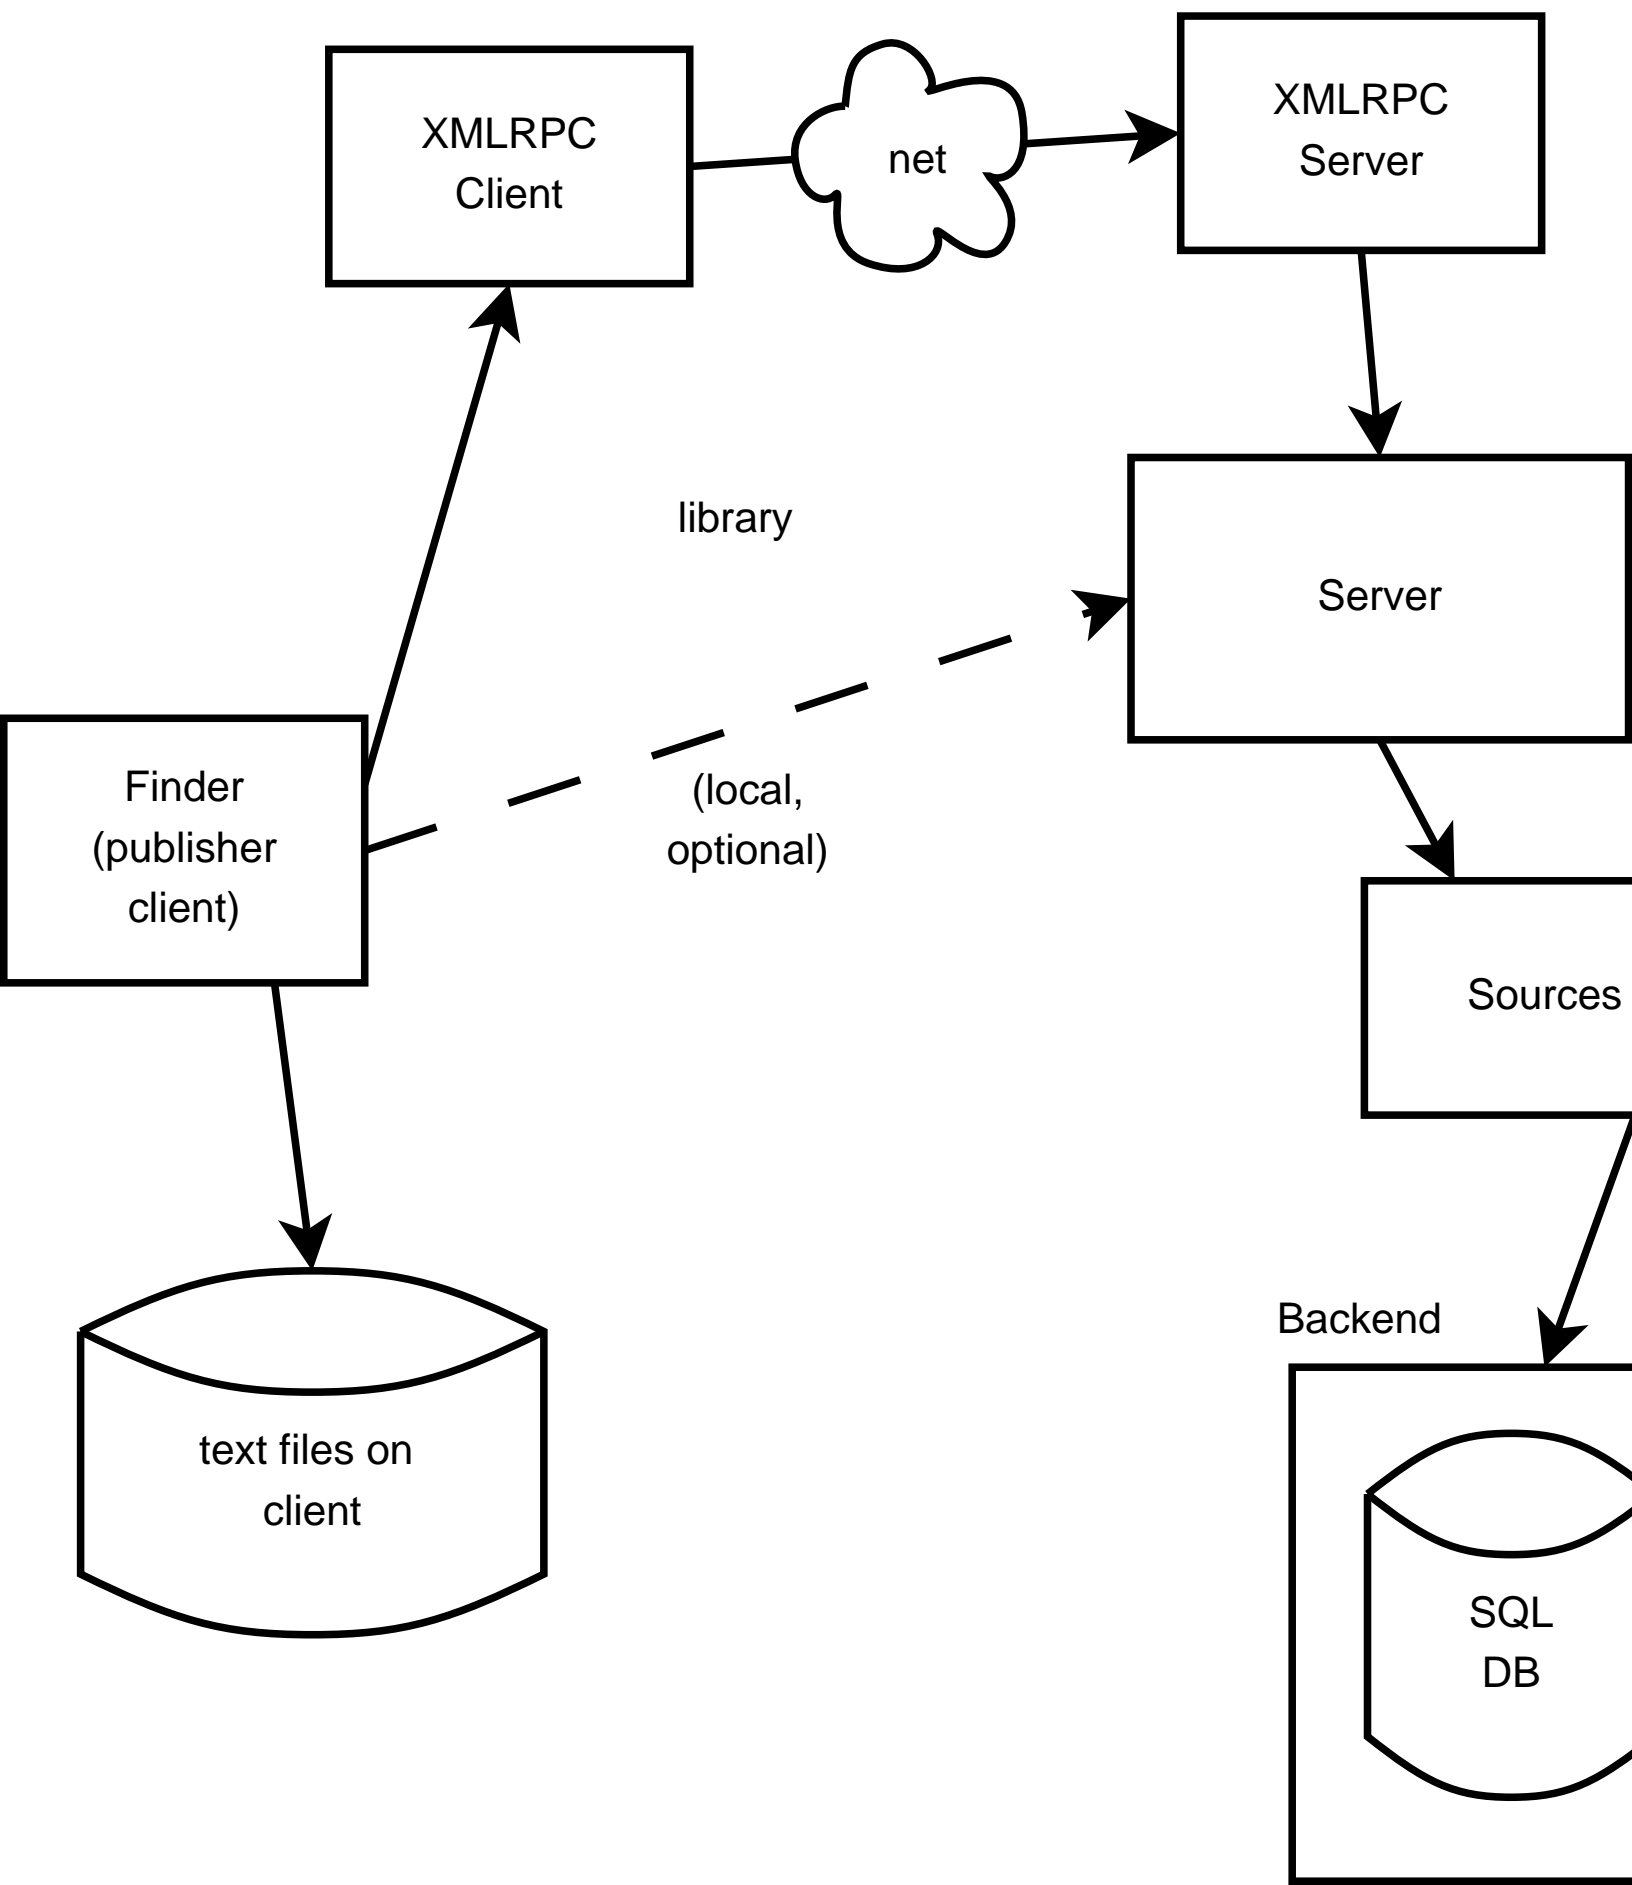 XMLRPC
Client
net
XMLRPC
Server
library
Server
Finder
(publisher
client)
(local,
optional)
Sources
Backend
text files on
client
SQL
DB